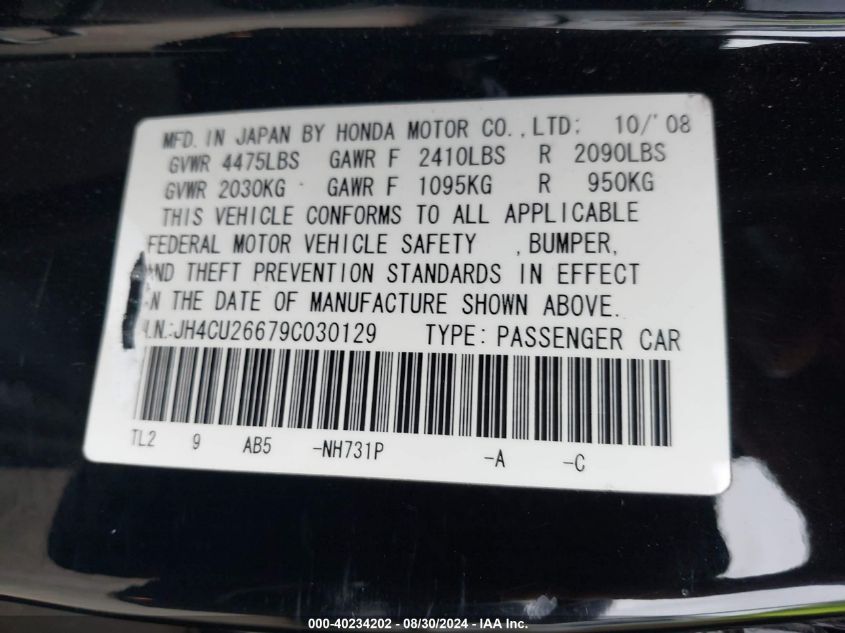 MFD. IN JAPAN BY HONDA MOTOR CO.,LTD: 10/'08
GVWR 4475LBS GAWR F 2410LBS R 2090LBS
GVWR 2030KG GAWR F 1095KG R 950KG
THIS VEHICLE CONFORMS TO ALL APPLICABLE
FEDERAL MOTOR VEHICLE SAFETY ,BUMPER,
AND THEFT PREVENTION STANDARDS IN EFFECT
ON THE DATE OF MANUFACTURE SHOWN ABOVE.
.I.N.:JH4CU26679C030129 TYPE: PASSENGER CAR
TL2 9 AB5 -NH731P -A -C
000-40234202 - 08/30/2024 - IAA Inc.